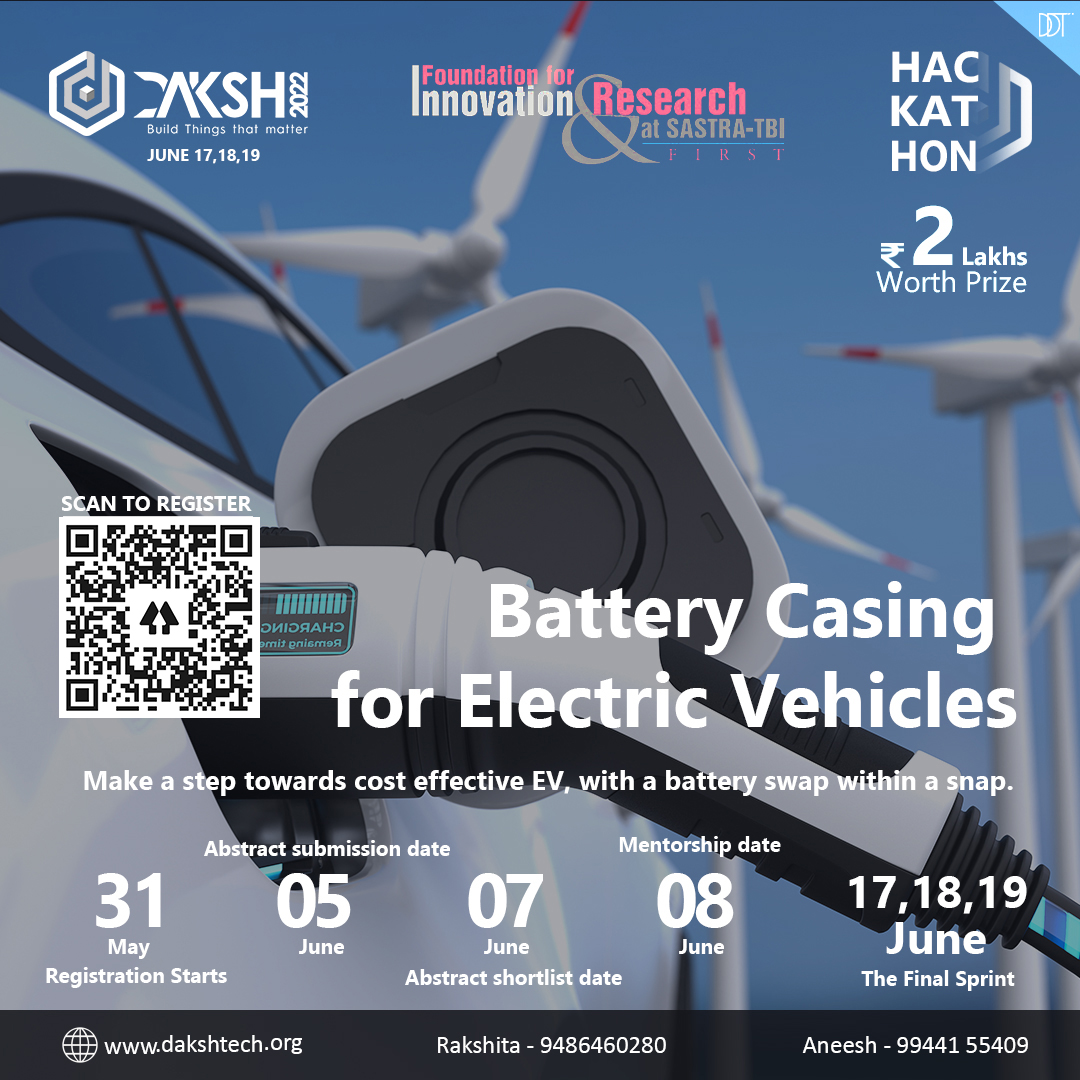 DAKSH 2022
Build Things that matter
JUNE 17,18,19
Foundation for
Innovation & Research
at SASTRA-TBI
FIRST
HAC
KAT
HON
DDT
₹ 2 Lakhs
Worth Prize
SCAN TO REGISTER
CHARGING
Remaing time
Battery Casing
for Electric Vehicles
Make a step towards cost effective EV, with a battery swap within a snap.
31
May
Registration Starts
Abstract submission date
05
June
07
June
Abstract shortlist date
Mentorship date
08
June
17,18,19
June
The Final Sprint
www.dakshtech.org
Rakshita - 9486460280
Aneesh - 99441 55409